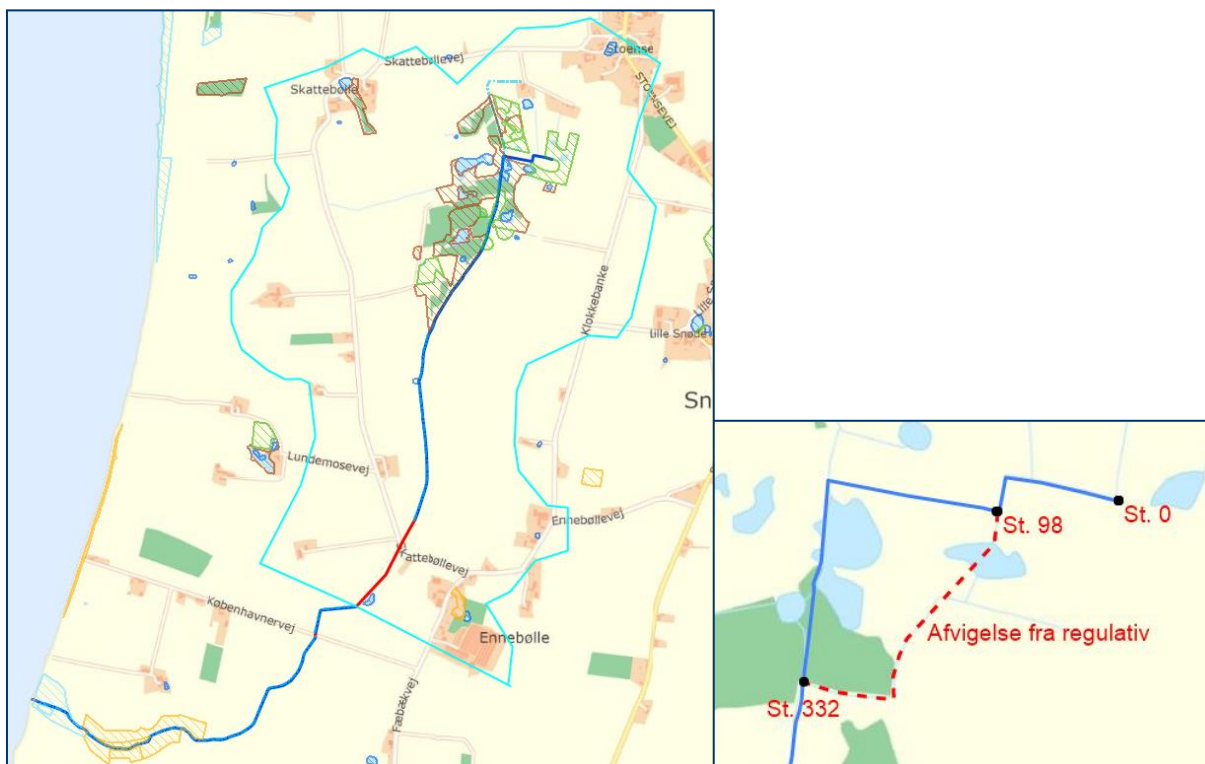 Stoense
Skattebøllevej
STOENSEVEJ
Skattebølle
Klokkebanke
Lille Snøde
Sn
Lundemosevej
Ennebøllevej
Skattebøllevej
Københavnervej
Ennebølle
Fæbækvej
St. 0
St. 98
Afvigelse fra regulativ
St. 332